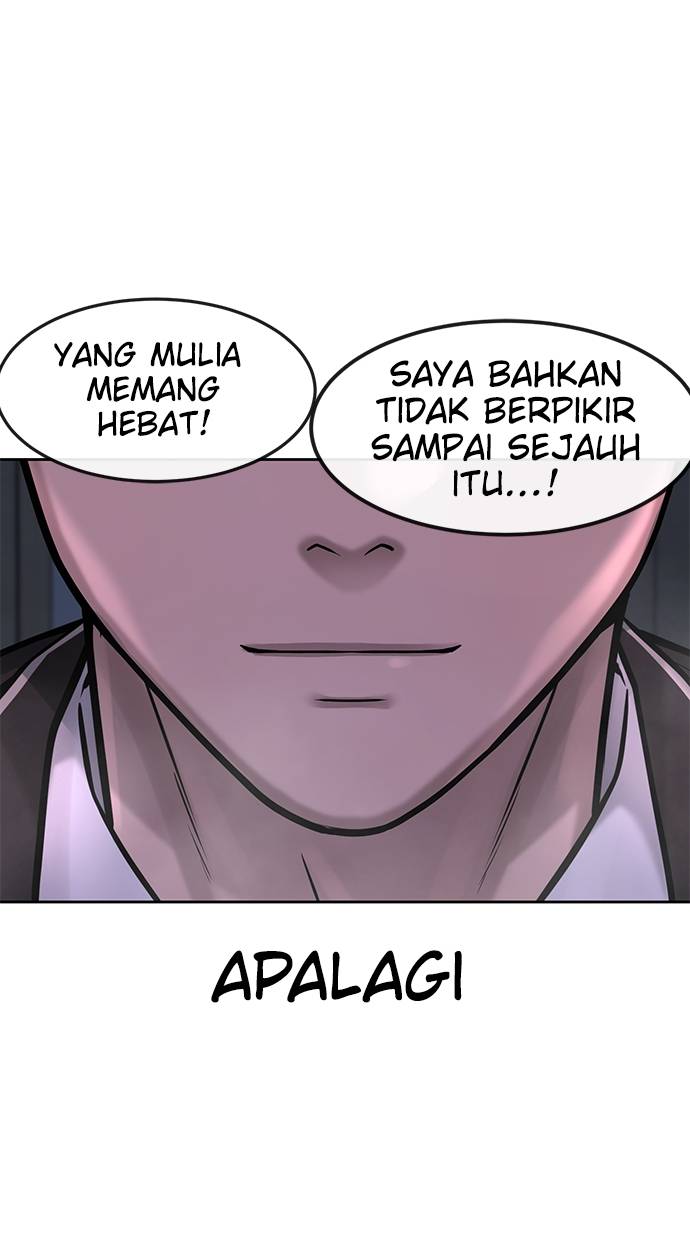 YANG MULIA
MEMANG
HEBAT!
SAYA BAHKAN
TIDAK BERPIKIR
SAMPAI SEJAUH
ITU...!
APALAGI